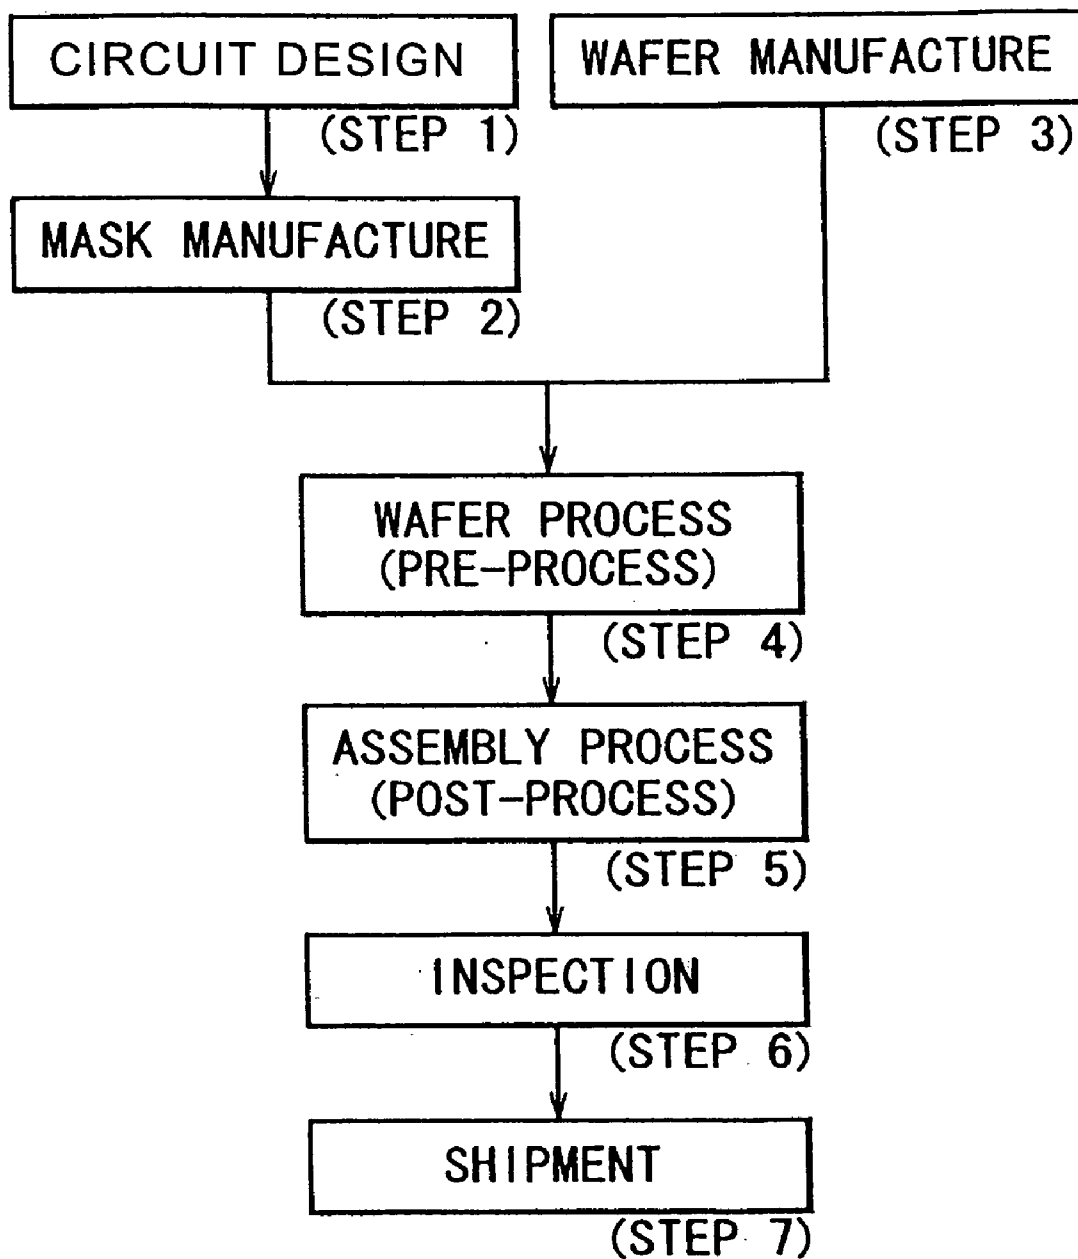 CIRCUIT DESIGN
(STEP 1)
WAFER MANUFACTURE
(STEP 3)
MASK MANUFACTURE
(STEP 2)
WAFER PROCESS
(PRE-PROCESS)
(STEP 4)
ASSEMBLY PROCESS
(POST-PROCESS)
(STEP 5)
INSPECTION
(STEP 6)
SHIPMENT
(STEP 7)